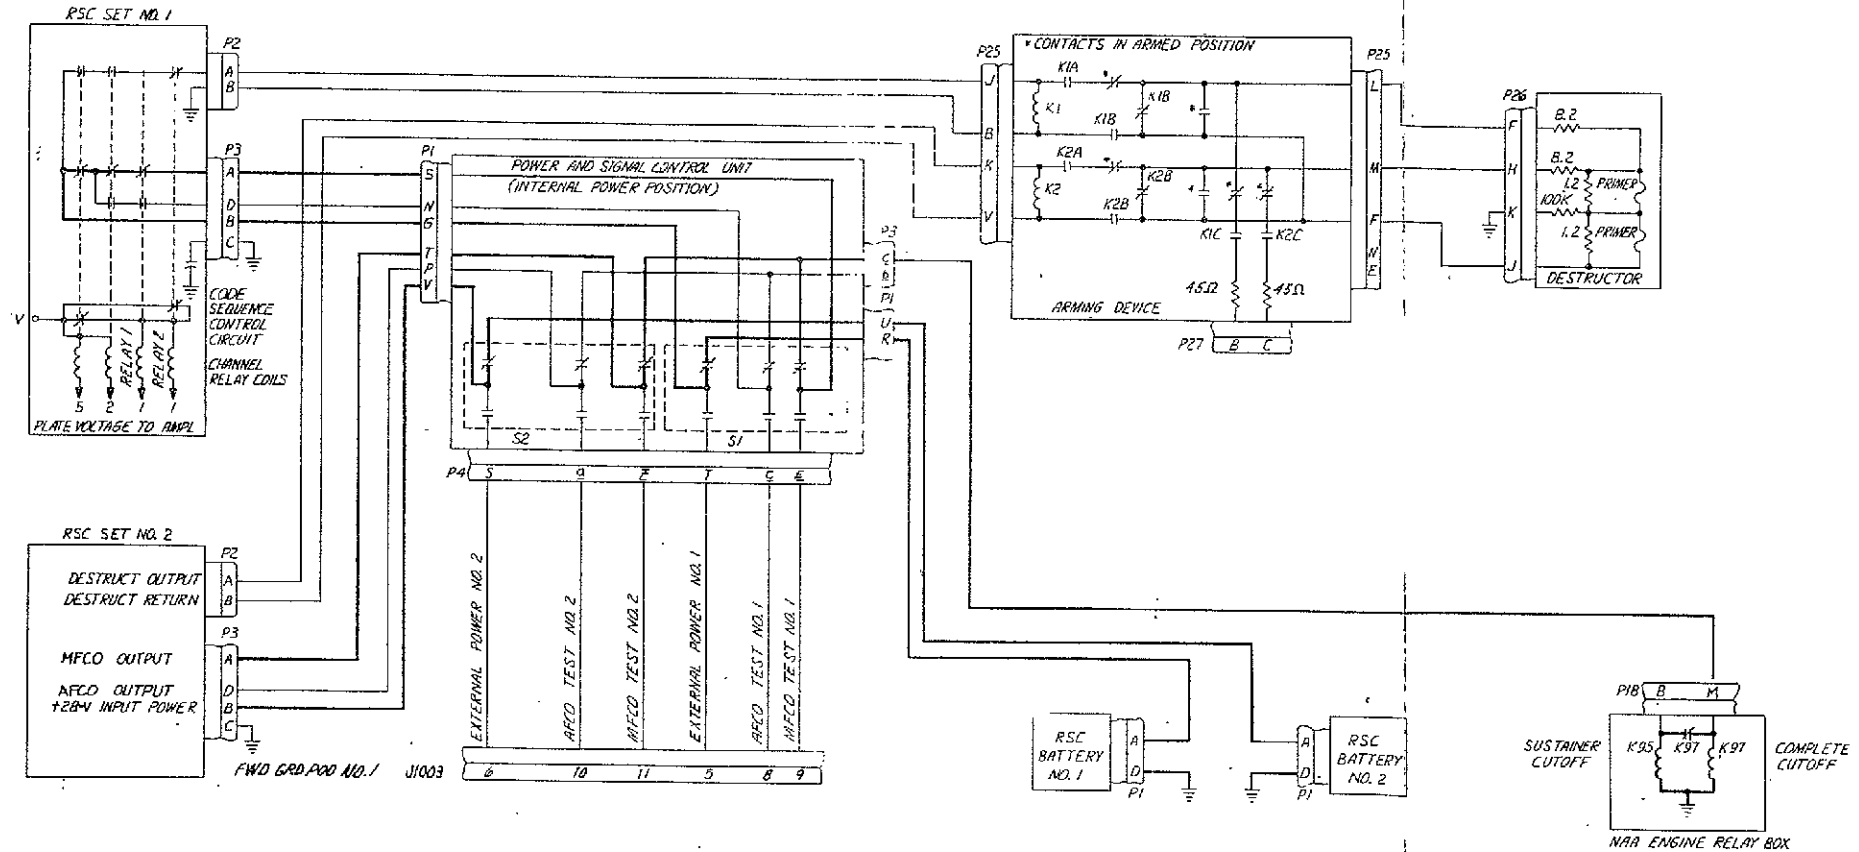 RSC SET NO. 1
P2
A
B
P3
A
D
B
C
V
CODE
SEQUENCE
CONTROL
CIRCUIT
CHANNEL
RELAY COILS
RELAY 1
RELAY 2
5 2 1 1
PLATE VOLTAGE TO AMPL
P1
S
N
G
T
P
V
POWER AND SIGNAL CONTROL UNIT
(INTERNAL POWER POSITION)
P3
C
P1
U
R
S2
S1
P4 S T C E
EXTERNAL POWER NO. 2
AFCO TEST NO. 2
MFCO TEST NO. 2
EXTERNAL POWER NO. 1
AFCO TEST NO. 1
MFCO TEST NO. 1
FWD GRD. POD NO. 1 J1003
6 10 11 5 8 9
RSC SET NO. 2
P2
DESTRUCT OUTPUT A
DESTRUCT RETURN B
P3
MFCO OUTPUT A
AFCO OUTPUT D
+28-V INPUT POWER B
C
P25
J
B
K
V
* CONTACTS IN ARMED POSITION
K1A
*
K1
K1B
*
K1B
K2A
*
K2
K2B
*
* *
K2B
K1C
K2C
45Ω
45Ω
ARMING DEVICE
P27 B C
P25
L
M
F
N
E
P26
F
H
K
J
8.2
8.2
1.2
PRIMER
100K
1.2
PRIMER
DESTRUCTOR
RSC
BATTERY
NO. 1
A
D
P1
A
D
P1
RSC
BATTERY
NO. 2
P18 B M
SUSTAINER
CUTOFF
K95 K97 K97
COMPLETE
CUTOFF
NAA ENGINE RELAY BOX